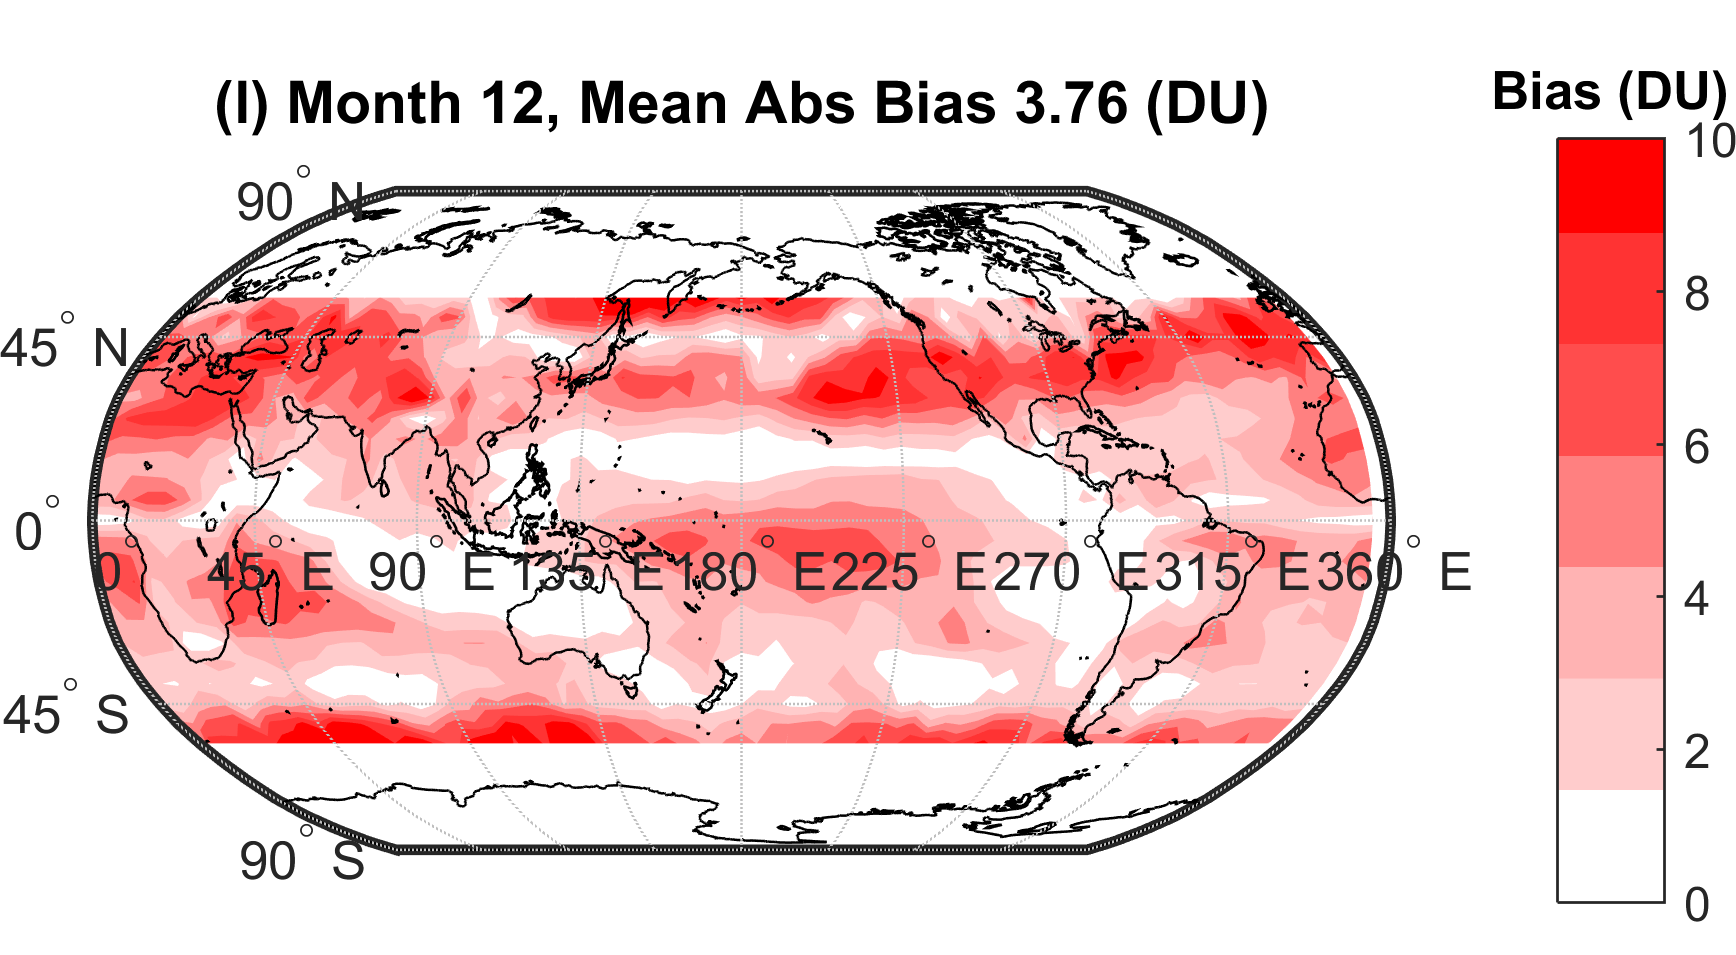 (l) Month 12, Mean Abs Bias 3.76 (DU)
Bias (DU)
10
8
6
4
2
0
90° N
45° N
0°
0° 45° E 90° E 135° E 180° E 225° E 270° E 315° E 360° E
45° S
90° S